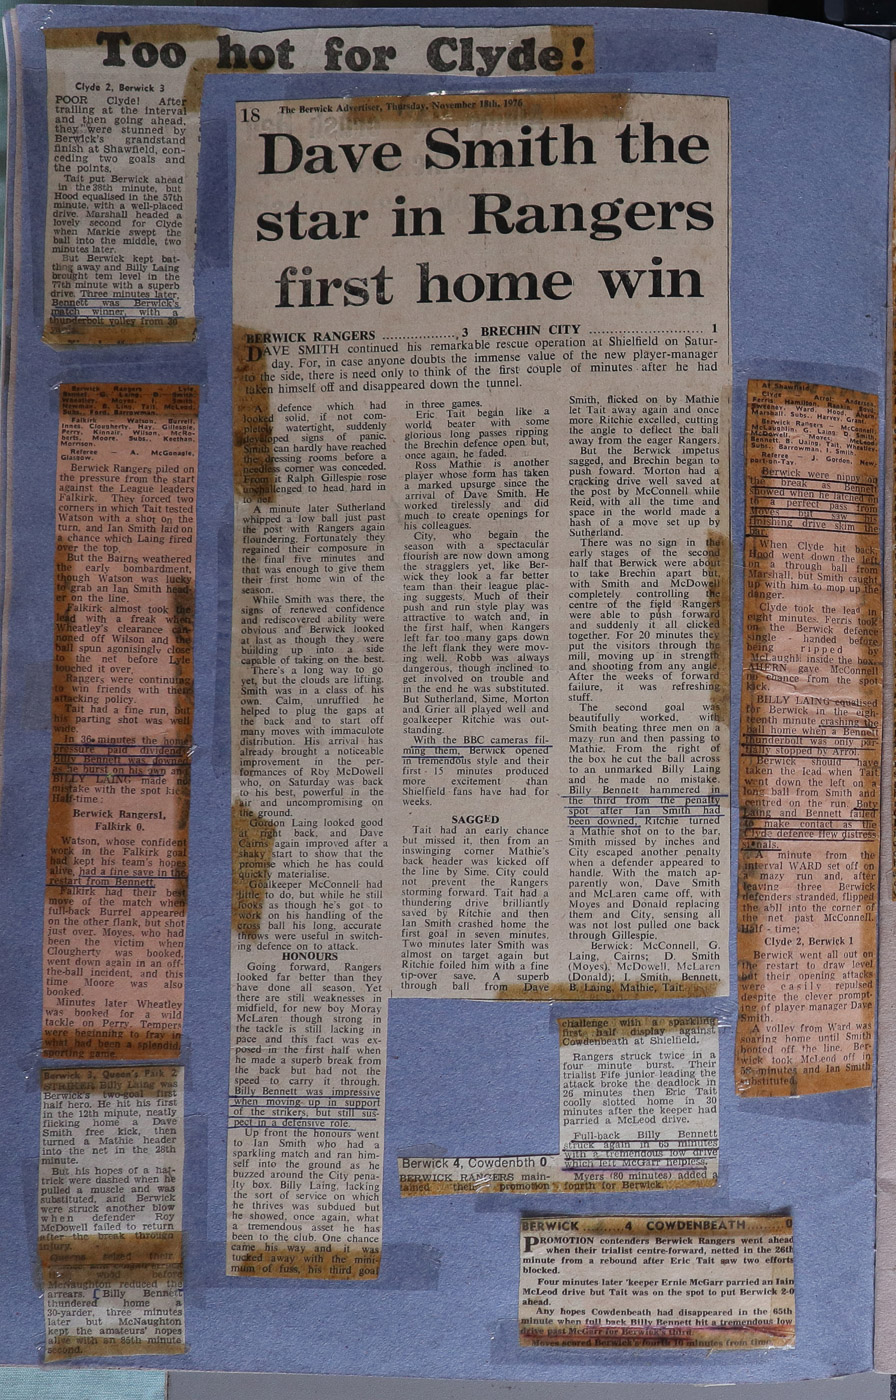 Too hot for Clyde!
Clyde 2, Berwick 3
POOR Clyde! After
trailing at the interval
and then going ahead,
they were stunned by
Berwick's grandstand
finish at Shawfield, con-
ceding two goals and
the points.
Tait put Berwick ahead
in the 38th minute, but
Hood equalised in the 57th
minute, with a well-placed
drive. Marshall headed a
lovely second for Clyde
when Markie swept the
ball into the middle, two
minutes later.
But Berwick kept bat-
tling away and Billy Laing
brought tem level in the
77th minute with a superb
drive. Three minutes later,
Bennett was Berwick's
match winner, with a
thunderbolt volley from 30
18 The Berwick Advertiser, Thursday, November 18th, 1976
Dave Smith the
star in Rangers
first home win
BERWICK RANGERS 3 BRECHIN CITY 1
DAVE SMITH continued his remarkable rescue operation at Shielfield on Satur-
day. For, in case anyone doubts the immense value of the new player-manager
to the side, there is need only to think of the first couple of minutes after he had
taken himself off and disappeared down the tunnel.
A defence which had
looked solid, if not com-
pletely watertight, suddenly
developed signs of panic.
Smith can hardly have reached
the dressing rooms before a
needless corner was conceded.
From it Ralph Gillespie rose
unchallenged to head hard in
to net.
A minute later Sutherland
whipped a low ball just past
the post with Rangers again
floundering. Fortunately they
regained their composure in
the final five minutes and
that was enough to give them
their first home win of the
season.
While Smith was there, the
signs of renewed confidence
and rediscovered ability were
obvious and Berwick looked
at last as though they were
building up into a side
capable of taking on the best.
There's a long way to go
yet, but the clouds are lifting.
Smith was in a class of his
own. Calm, unruffled he
helped to plug the gaps at
the back and to start off
many moves with immaculate
distribution. His arrival has
already brought a noticeable
improvement in the per-
formances of Roy McDowell
who, on Saturday was back
to his best, powerful in the
air and uncompromising on
the ground.
Gordon Laing looked good
at right back, and Dave
Cairns again improved after a
shaky start to show that the
promise which he has could
quickly materialise.
Goalkeeper McConnell had
little to do, but while he still
looks as though he's got to
work on his handling of the
cross ball his long, accurate
throws were useful in switch-
ing defence on to attack.
HONOURS
Going forward, Rangers
looked far better than they
have done all season. Yet
there are still weaknesses in
midfield, for new boy Moray
McLaren though strong in
the tackle is still lacking in
pace and this fact was ex-
posed in the first half when
he made a superb break from
the back but had not the
speed to carry it through.
Billy Bennett was impressive
when moving up in support
of the strikers, but still sus-
pect in a defensive role.
Up front the honours went
to Ian Smith who had a
sparkling match and ran him-
self into the ground as he
buzzed around the City pena-
lty box. Billy Laing, lacking
the sort of service on which
he thrives was subdued but
he showed, once again, what
a tremendous asset he has
been to the club. One chance
came his way and it was
tucked away with the mini-
mum of fuss, his third goal
in three games.
Eric Tait began like a
world beater with some
glorious long passes ripping
the Brechin defence open but,
once again, he faded.
Ross Mathie is another
player whose form has taken
a marked upsurge since the
arrival of Dave Smith. He
worked tirelessly and did
much to create openings for
his colleagues.
City, who began the
season with a spectacular
flourish are now down among
the stragglers yet, like Ber-
wick they look a far better
team than their league plac-
ing suggests. Much of their
push and run style play was
attractive to watch and, in
the first half, when Rangers
left far too many gaps down
the left flank they were mov-
ing well. Robb was always
dangerous, though inclined to
get involved on trouble and
in the end he was substituted.
But Sutherland, Sime, Morton
and Grier all played well and
goalkeeper Ritchie was out-
standing.
With the BBC cameras fil-
ming them, Berwick opened
in tremendous style and their
first - 15 minutes produced
more excitement than
Shielfield fans have had for
weeks.
SAGGED
Tait had an early chance
but missed it, then from an
inswinging corner Mathie's
back header was kicked off
the line by Sime. City could
not prevent the Rangers
storming forward. Tait had a
thundering drive brilliantly
saved by Ritchie and then
Ian Smith crashed home the
first goal in seven minutes.
Two minutes later Smith was
almost on target again but
Ritchie foiled him with a fine
tip-over save. A superb
through ball from Dave
Smith, flicked on by Mathie
let Tait away again and once
more Ritchie excelled, cutting
the angle to deflect the ball
away from the eager Rangers.
But the Berwick impetus
sagged, and Brechin began to
push forward. Morton had a
cracking drive well saved at
the post by McConnell while
Reid, with all the time and
space in the world made a
hash of a move set up by
Sutherland.
There was no sign in the
early stages of the second
half that Berwick were about
to take Brechin apart but,
with Smith and McDowell
completely controlling the
centre of the field Rangers
were able to push forward
and suddenly it all clicked
together. For 20 minutes they
put the visitors through the
mill, moving up in strength
and shooting from any angle.
After the weeks of forward
failure, it was refreshing
stuff.
The second goal was
beautifully worked, with
Smith beating three men on a
mazy run and then passing to
Mathie. From the right of
the box he cut the ball across
to an unmarked Billy Laing
and he made no mistake.
Billy Bennett hammered in
the third from the penalty
spot after Ian Smith had
been downed, Ritchie turned
a Mathie shot on to the bar,
Smith missed by inches and
City escaped another penalty
when a defender appeared to
handle. With the match ap-
parently won, Dave Smith
and McLaren came off, with
Moyes and Donald replacing
them and City, sensing all
was not lost pulled one back
through Gillespie.
Berwick: McConnell, G.
Laing, Cairns; D. Smith
(Moyes), McDowell, McLaren
(Donald); I. Smith, Bennett,
B. Laing, Mathie, Tait.
Berwick Rangers
Falkirk
Referee — A. McGonagle,
Glasgow.
Berwick Rangers piled on
the pressure from the start
against the League leaders
Falkirk. They forced two
corners in which Tait tested
Watson with a shot on the
turn, and Ian Smith laid on
a chance which Laing fired
over the top.
But the Bairns weathered
the early bombardment,
though Watson was lucky
to grab an Ian Smith head-
er on the line.
Falkirk almost took the
lead with a freak when
Wheatley's clearance can-
noned off Wilson and the
ball spun agonisingly close
to the net before Lyle
touched it over.
Rangers were continuing
to win friends with their
attacking policy.
Tait had a fine run, but
his parting shot was well
wide.
In 36 minutes the home
pressure paid dividends.
Billy Bennett was downed
as he burst on his own and
BILLY LAING made no
mistake with the spot kick.
Half-time:
Berwick Rangers1,
Falkirk 0.
Watson, whose confident
work in the Falkirk goal
had kept his team's hopes
alive, had a fine save in the
restart from Bennett.
Falkirk had their best
move of the match when
full-back Burrel appeared
on the other flank, but shot
just over. Moyes, who had
been the victim when
Clougherty was booked,
went down again in an off-
the-ball incident, and this
time Moore was also
booked.
Minutes later Wheatley
was booked for a wild
tackle on Perry. Tempers
were beginning to fray in
what had been a splendid
sporting game.
Berwick 3, Queen's Park 2
STRIKER Billy Laing was
Berwick's two-goal first
half hero. He hit his first
in the 12th minute, neatly
flicking home a Dave
Smith free kick, then
turned a Mathie header
into the net in the 28th
minute.
But his hopes of a hat-
trick were dashed when he
pulled a muscle and was
substituted, and Berwick
were struck another blow
when defender Roy
McDowell failed to return
after the break through
injury.
McNaughton reduced the
arrears. Billy Bennett
thundered home a
30-yarder, three minutes
later but McNaughton
kept the amateurs' hopes
alive with an 85th minute
second.
At Shawfield
Berwick were nippy on
the break as Bennett
showed when he latched on
to a perfect pass from
Moyes but saw his
finishing drive skim the
bar.
When Clyde hit back,
Hood went down the left
on a through ball from
Marshall, but Smith caught
up with him to mop up the
danger.
Clyde took the lead in
eight minutes. Ferris took
on the Berwick defence
single - handed before
being ripped by
McLaughlin inside the box.
AHERN gave McConnell
no chance from the spot
kick.
BILLY LAING equalised
for Berwick in the eigh-
teenth minute crashing the
ball home when a Bennett
thunderball was only par-
tially stopped by Arrol.
Berwick should have
taken the lead when Tait
went down the left on a
long ball from Smith and
centred on the run. Both
Laing and Bennett failed
to make contact as the
Clyde defence flew distress
signals.
A minute from the
interval WARD set off on
a mazy run and, after
leaving three Berwick
defenders stranded, flipped
the ball into the corner of
the net past McConnell.
Half - time:
Clyde 2, Berwick 1
Berwick went all out on
the restart to draw level
but their opening attacks
were easily repulsed
despite the clever prompt-
ing of player-manager Dave
Smith.
A volley from Ward was
soaring home until Smith
booted off the line. Ber-
wick took McLeod off in
58 minutes and Ian Smith
substituted.
Berwick 4, Cowdenbth 0
BERWICK RANGERS main-
tained their promotion
challenge with a sparkling
first half display against
Cowdenbeath at Shielfield.
Rangers struck twice in a
four minute burst. Their
trialist Fife junior leading the
attack broke the deadlock in
26 minutes then Eric Tait
coolly slotted home in 30
minutes after the keeper had
parried a McLeod drive.
Full-back Billy Bennett
struck again in 65 minutes
with a tremendous low drive
which left McGarr helpless.
Myers (80 minutes) added a
fourth for Berwick.
BERWICK 4 COWDENBEATH 0
PROMOTION contenders Berwick Rangers went ahead
when their trialist centre-forward, netted in the 26th
minute from a rebound after Eric Tait saw two efforts
blocked.
Four minutes later 'keeper Ernie McGarr parried an Iain
McLeod drive but Tait was on the spot to put Berwick 2-0
ahead.
Any hopes Cowdenbeath had disappeared in the 65th
minute when full back Billy Bennett hit a tremendous low
drive past McGarr for Berwick's third.
Moyes scored Berwick's fourth 10 minutes from time.